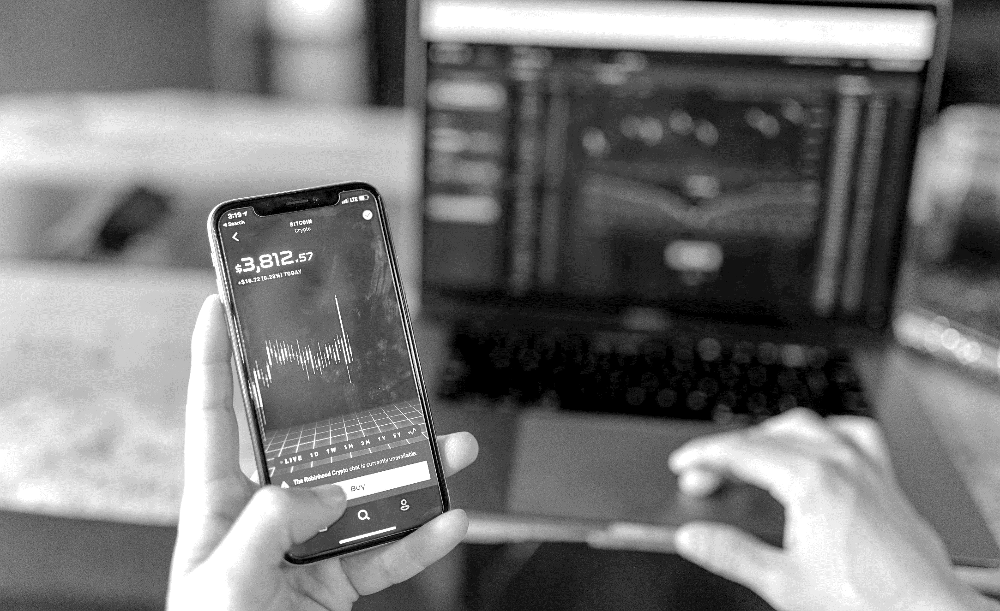 3:19
LTE
Search
BITCOIN
Crypto
$3,812.57
+$10.72 (0.28%) TODAY
LIVE 1D 1W 1M 3M 1Y 5Y
The Robinhood Crypto chat is currently unavailable.
Buy